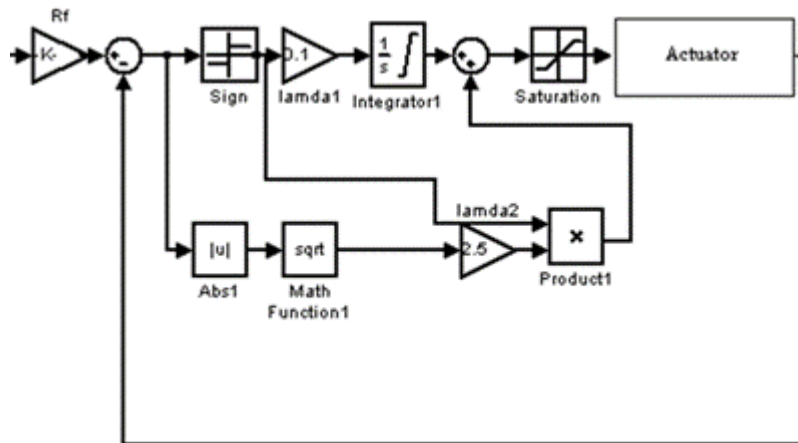 Rf
-K-
Sign
0.1
lamda1
1
s
Integrator1
Saturation
Actuator
|u|
Abs1
sqrt
Math
Function1
lamda2
2.5
×
Product1